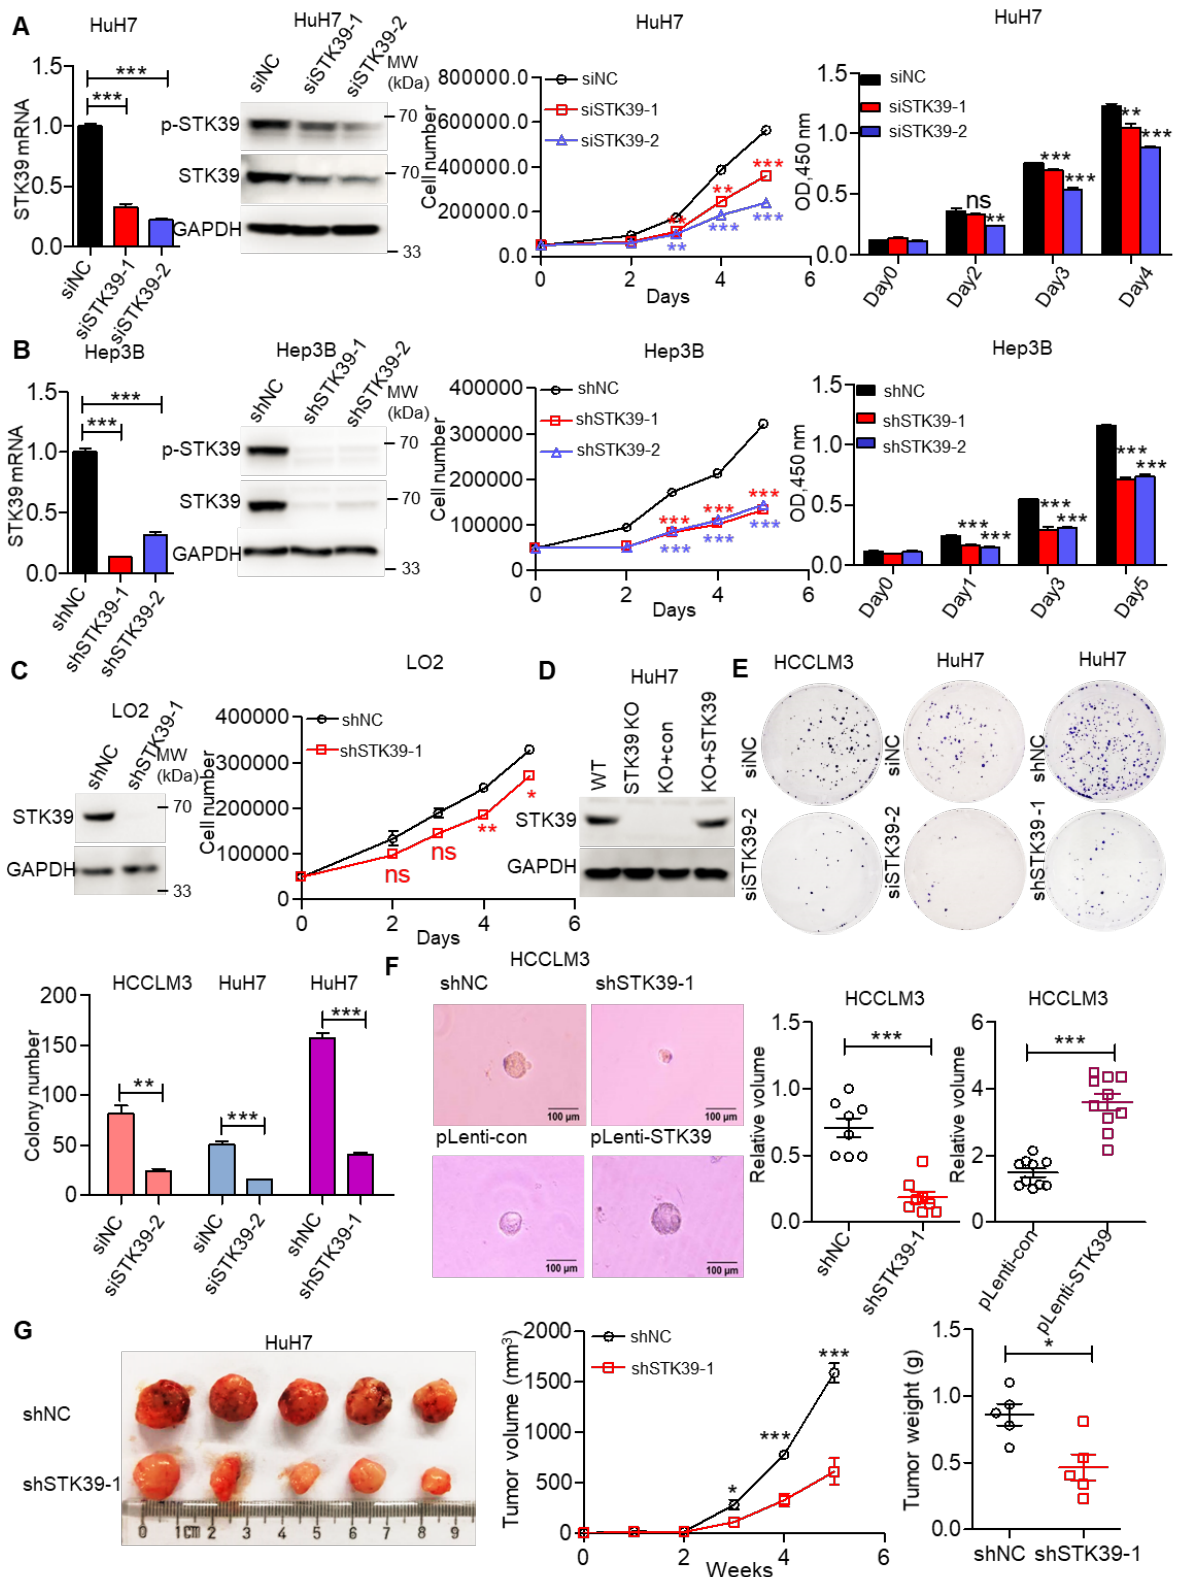 A
HuH7
STK39 mRNA
1.5
1.0
0.5
0.0
***
***
siNC
siSTK39-1
siSTK39-2
HuH7
siNC
siSTK39-1
siSTK39-2
MW
(kDa)
p-STK39
70
STK39
70
GAPDH
33
HuH7
Cell number
800000.0
600000.0
400000.0
200000.0
0.0
siNC
siSTK39-1
siSTK39-2
**
**
**
***
***
***
0
2
4
6
Days
HuH7
OD,450 nm
1.5
1.0
0.5
0.0
siNC
siSTK39-1
siSTK39-2
ns
**
***
***
**
***
Day0
Day2
Day3
Day4
B
Hep3B
STK39 mRNA
1.5
1.0
0.5
0.0
***
***
shNC
shSTK39-1
shSTK39-2
Hep3B
shNC
shSTK39-1
shSTK39-2
MW
(kDa)
p-STK39
70
STK39
70
GAPDH
33
Hep3B
Cell number
400000
300000
200000
100000
0
shNC
shSTK39-1
shSTK39-2
***
***
***
***
***
***
0
2
4
6
Days
Hep3B
OD,450 nm
1.5
1.0
0.5
0.0
shNC
shSTK39-1
shSTK39-2
***
***
***
***
***
***
Day0
Day1
Day3
Day5
C
LO2
shNC
shSTK39-1
MW
(kDa)
STK39
70
GAPDH
33
LO2
Cell number
400000
300000
200000
100000
0
shNC
shSTK39-1
ns
ns
**
*
0
2
4
6
Days
D
HuH7
WT
STK39 KO
KO+con
KO+STK39
STK39
GAPDH
E
HCCLM3
HuH7
HuH7
siNC
siNC
shNC
siSTK39-2
siSTK39-2
shSTK39-1
HCCLM3
HuH7
HuH7
Colony number
200
150
100
50
0
**
***
***
siNC
siSTK39-2
siNC
siSTK39-2
shNC
shSTK39-1
F
HCCLM3
shNC
shSTK39-1
100 µm
100 µm
pLenti-con
pLenti-STK39
100 µm
100 µm
HCCLM3
Relative volume
1.5
1.0
0.5
0.0
***
shNC
shSTK39-1
HCCLM3
Relative volume
6
4
2
0
***
pLenti-con
pLenti-STK39
G
HuH7
shNC
shSTK39-1
0 1CM 2 3 4 5 6 7 8 9
Tumor volume (mm³)
2000
1500
1000
500
0
shNC
shSTK39-1
*
***
***
0
2
4
6
Weeks
Tumor weight (g)
1.5
1.0
0.5
0.0
*
shNC
shSTK39-1